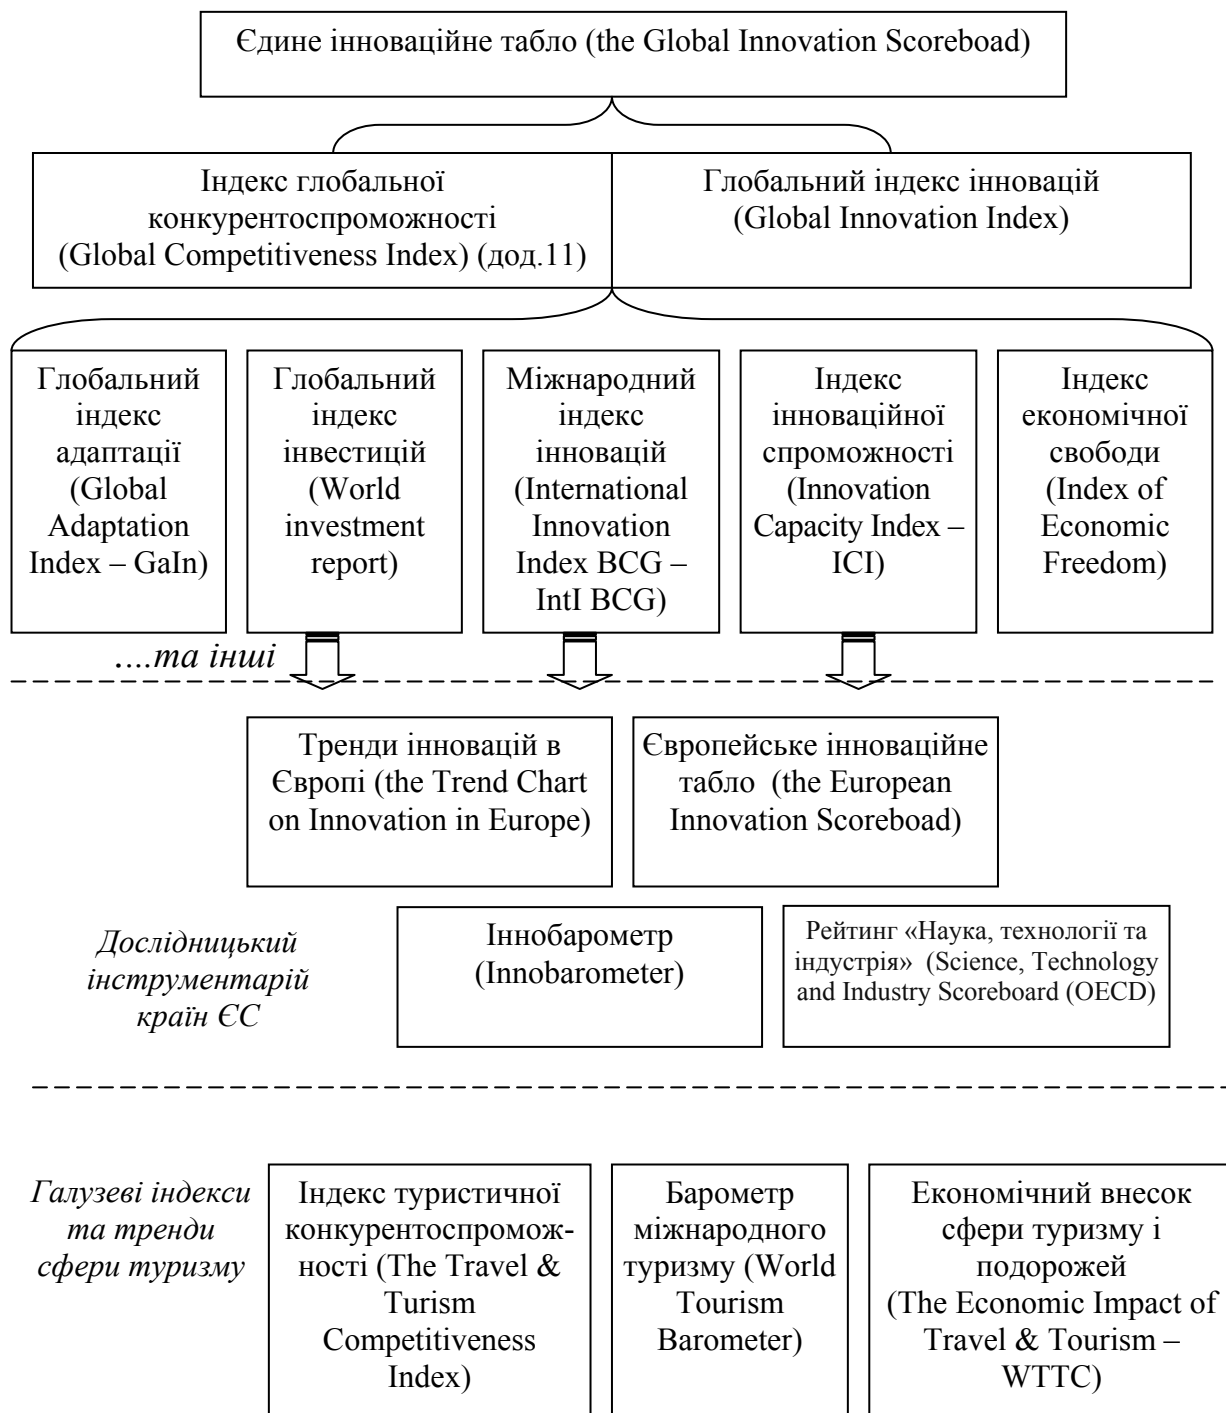 Єдине інноваційне табло (the Global Innovation Scoreboad)
Індекс глобальної
конкурентоспроможності
(Global Competitiveness Index) (дод.11)
Глобальний індекс інновацій
(Global Innovation Index)
Глобальний
індекс
адаптації
(Global
Adaptation
Index – GaIn)
Глобальний
індекс
інвестицій
(World
investment
report)
Міжнародний
індекс
інновацій
(International
Innovation
Index BCG –
IntI BCG)
Індекс
інноваційної
спроможності
(Innovation
Capacity Index –
ICI)
Індекс
економічної
свободи
(Index of
Economic
Freedom)
....та інші
Тренди інновацій в
Європі (the Trend Chart
on Innovation in Europe)
Європейське інноваційне
табло (the European
Innovation Scoreboad)
Дослідницький
інструментарій
країн ЄС
Іннобарометр
(Innobarometer)
Рейтинг «Наука, технології та
індустрія» (Science, Technology
and Industry Scoreboard (OECD)
Галузеві індекси
та тренди
сфери туризму
Індекс туристичної
конкурентоспромож-
ності (The Travel &
Turism
Competitiveness
Index)
Барометр
міжнародного
туризму (World
Tourism
Barometer)
Економічний внесок
сфери туризму і
подорожей
(The Economic Impact of
Travel & Tourism –
WTTC)